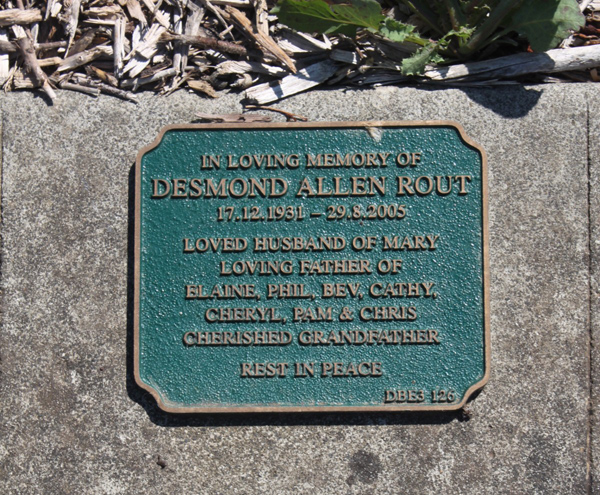 IN LOVING MEMORY OF
DESMOND ALLEN ROUT
17.12.1931 – 29.8.2005
LOVED HUSBAND OF MARY
LOVING FATHER OF
ELAINE, PHIL, BEV, CATHY,
CHERYL, PAM & CHRIS
CHERISHED GRANDFATHER
REST IN PEACE
DBE3 126